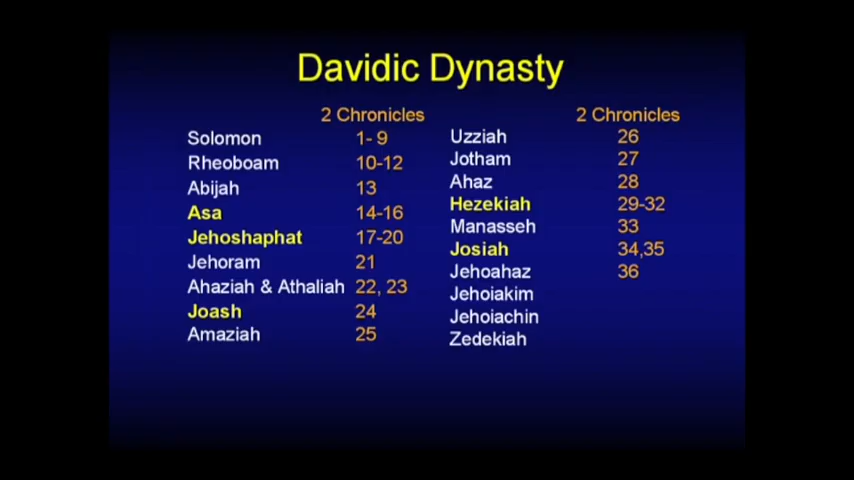 Davidic Dynasty
2 Chronicles
Solomon 1- 9
Rheoboam 10-12
Abijah 13
Asa 14-16
Jehoshaphat 17-20
Jehoram 21
Ahaziah & Athaliah 22, 23
Joash 24
Amaziah 25
2 Chronicles
Uzziah 26
Jotham 27
Ahaz 28
Hezekiah 29-32
Manasseh 33
Josiah 34,35
Jehoahaz 36
Jehoiakim
Jehoiachin
Zedekiah